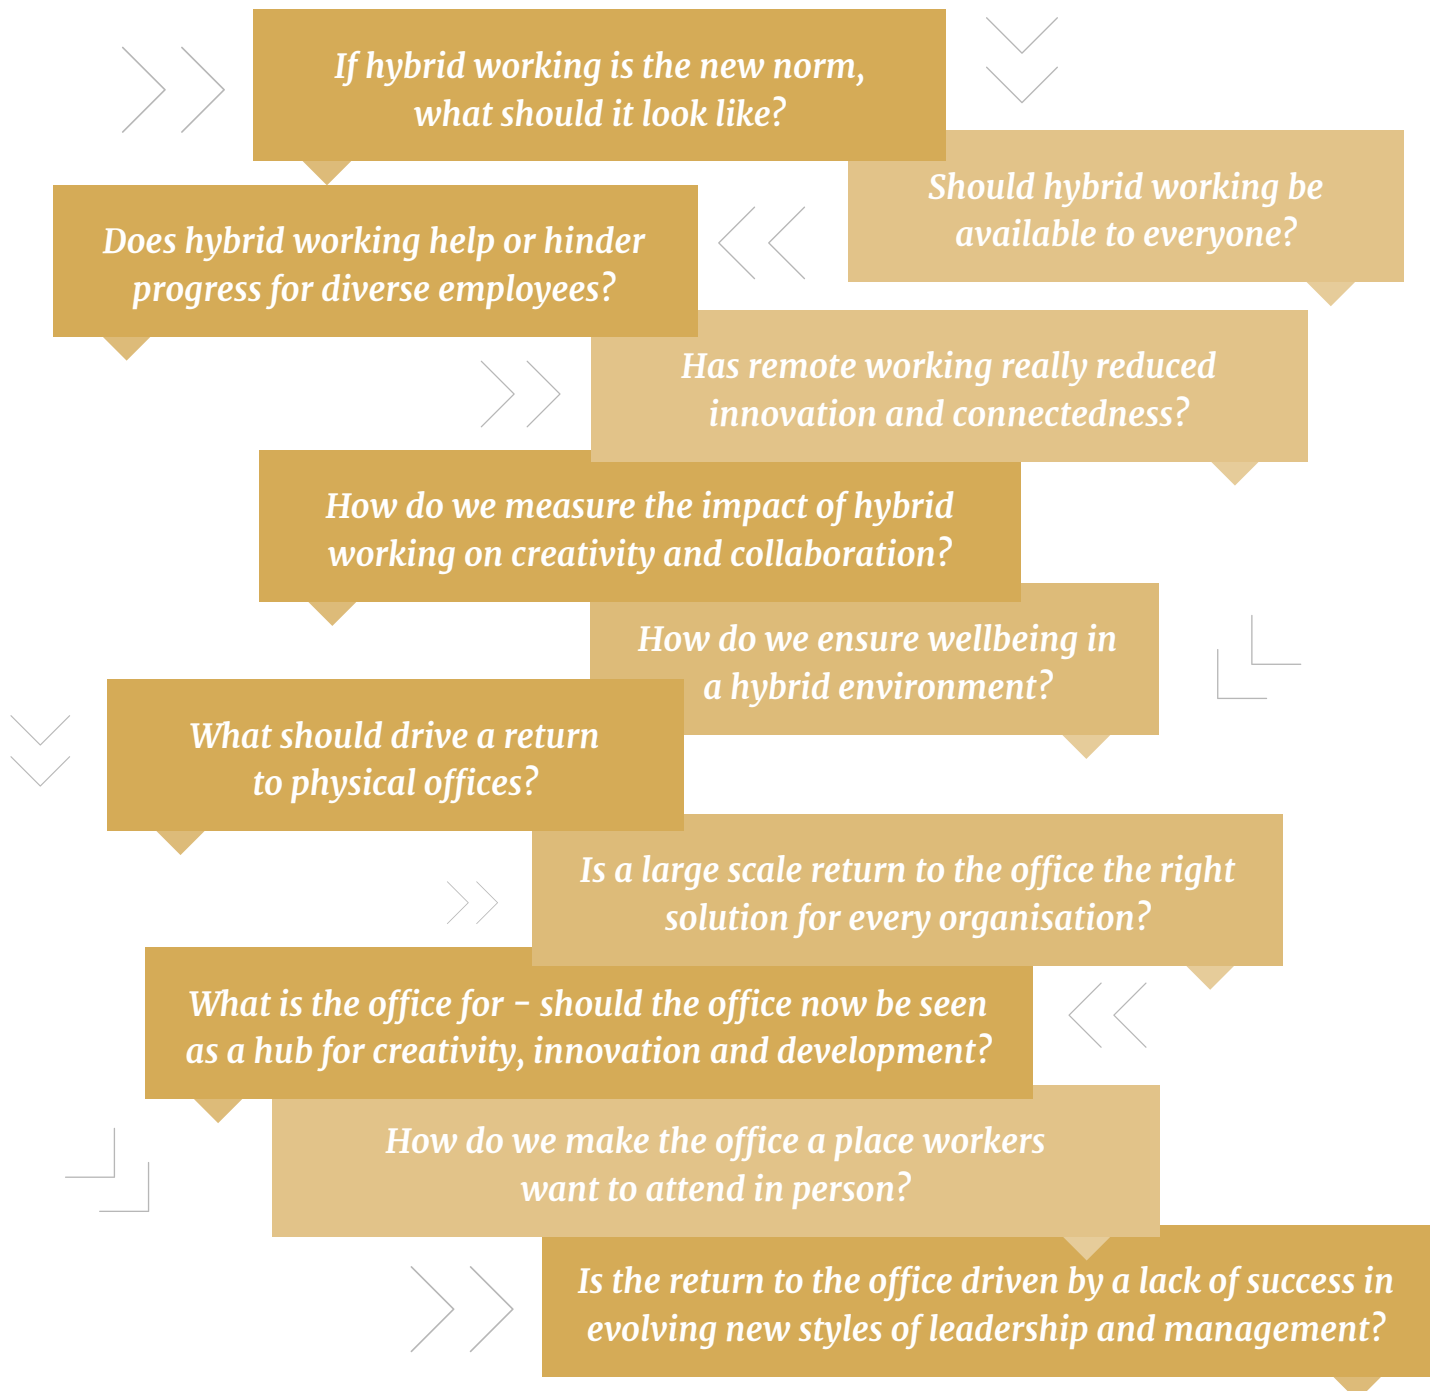 If hybrid working is the new norm,
what should it look like?
Should hybrid working be
available to everyone?
Does hybrid working help or hinder
progress for diverse employees?
Has remote working really reduced
innovation and connectedness?
How do we measure the impact of hybrid
working on creativity and collaboration?
How do we ensure wellbeing in
a hybrid environment?
What should drive a return
to physical offices?
Is a large scale return to the office the right
solution for every organisation?
What is the office for – should the office now be seen
as a hub for creativity, innovation and development?
How do we make the office a place workers
want to attend in person?
Is the return to the office driven by a lack of success in
evolving new styles of leadership and management?